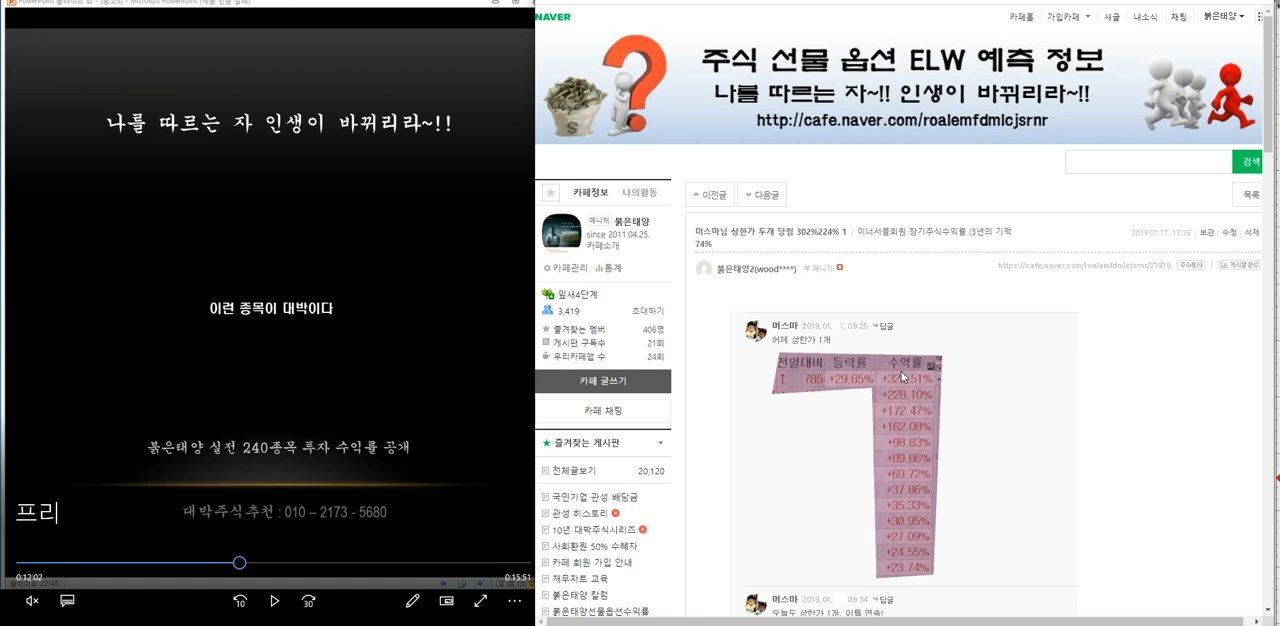 나를 따르는 자 인생이 바뀌리라~!!
이런 종목이 대박이다
붉은태양 실전 240종목 투자 수익률 공개
대박주식추천 : 010 – 2173 - 5680
프리
0:12:02
0:15:51
10
30
NAVER
카페홈
가입카페
새글
내소식
채팅
붉은태양
주식 선물 옵션 ELW 예측 정보
나를 따르는 자~!! 인생이 바뀌리라~!!
http://cafe.naver.com/roalemfdmlcjsrnr
검색
카페정보 나의활동
매니저 붉은태양
since 2011.04.25.
카페소개
카페관리 통계
잎새4단계
3,419 초대하기
즐겨찾는 멤버 406명
게시판 구독수 21회
우리카페앱 수 24회
카페 글쓰기
카페 채팅
즐겨찾는 게시판
전체글보기 20,120
국민기업 관성 배당금
관성 히스토리
10년 대박주식시리즈
사회환원 50% 수혜자
카페 회원 가입 안내
재무차트 교육
붉은태양 칼럼
붉은태양선물옵션수익률
이전글 다음글 목록
머스마님 상한가 두개 당첨 302%224% 1 | 이너서클회원 장기주식수익률 (3년의 기적
74%
2019.01.17. 17:16 | 보관 | 수정 | 삭제
붉은태양2(wood****) 부매니저
https://cafe.naver.com/roalemfdmlcjsrnr/21918 주소복사 | 게시글 분석
머스마 2019.01. 09:25 답글
어제 상한가 1개
전일대비 등락률 수익률
↑ 785 +29.85%
+228.10%
+172.47%
+162.08%
+98.83%
+89.86%
+69.72%
+37.86%
+35.33%
+30.95%
+27.09%
+24.55%
+23.74%
머스마 2019.01. 09:34 답글
오늘도 상한가 1개. 이틀 연속!